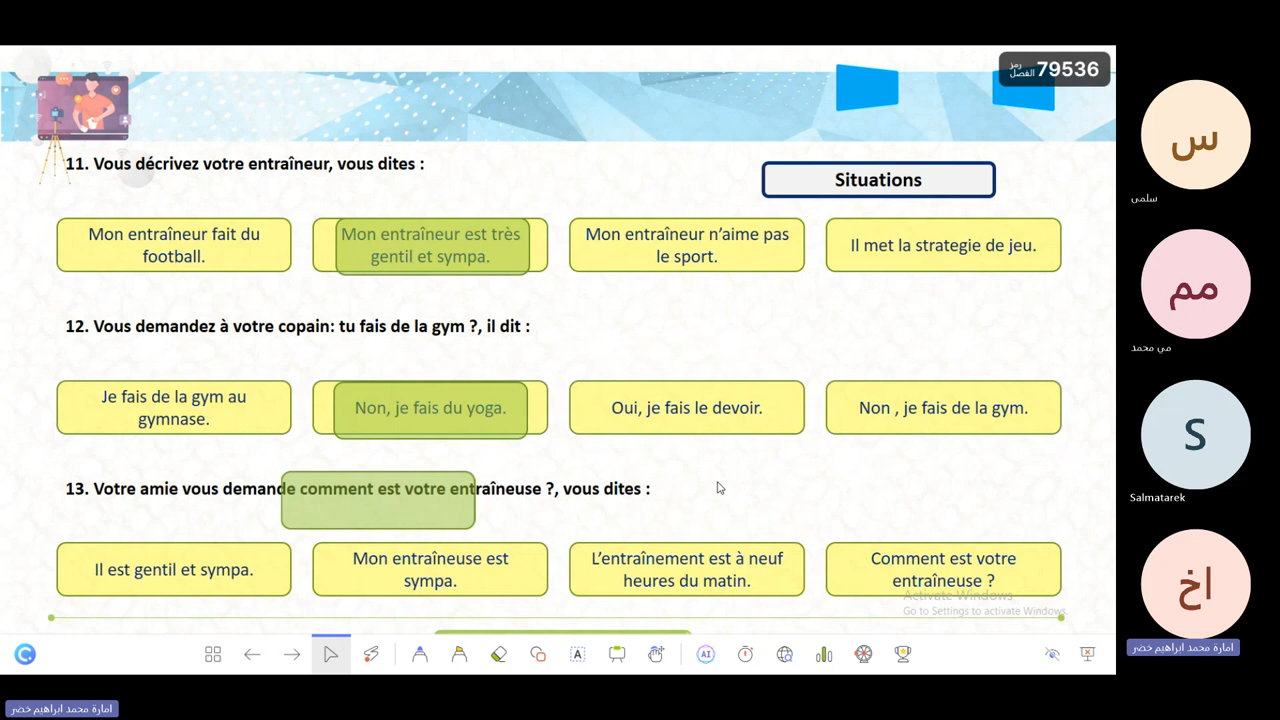 رمز
الفصل 79536
11. Vous décrivez votre entraîneur, vous dites :
Situations
Mon entraîneur fait du
football.
Mon entraîneur est très
gentil et sympa.
Mon entraîneur n’aime pas
le sport.
Il met la strategie de jeu.
12. Vous demandez à votre copain: tu fais de la gym ?, il dit :
Je fais de la gym au
gymnase.
Non, je fais du yoga.
Oui, je fais le devoir.
Non , je fais de la gym.
13. Votre amie vous demande comment est votre entraîneuse ?, vous dites :
Il est gentil et sympa.
Mon entraîneuse est
sympa.
L’entraînement est à neuf
heures du matin.
Comment est votre
entraîneuse ?
Activate Windows
Go to Settings to activate Windows.
A
AI
س
سلمى
مم
مي محمد
S
Salmatarek
اخ
امارة محمد ابراهيم خضر
امارة محمد ابراهيم خضر